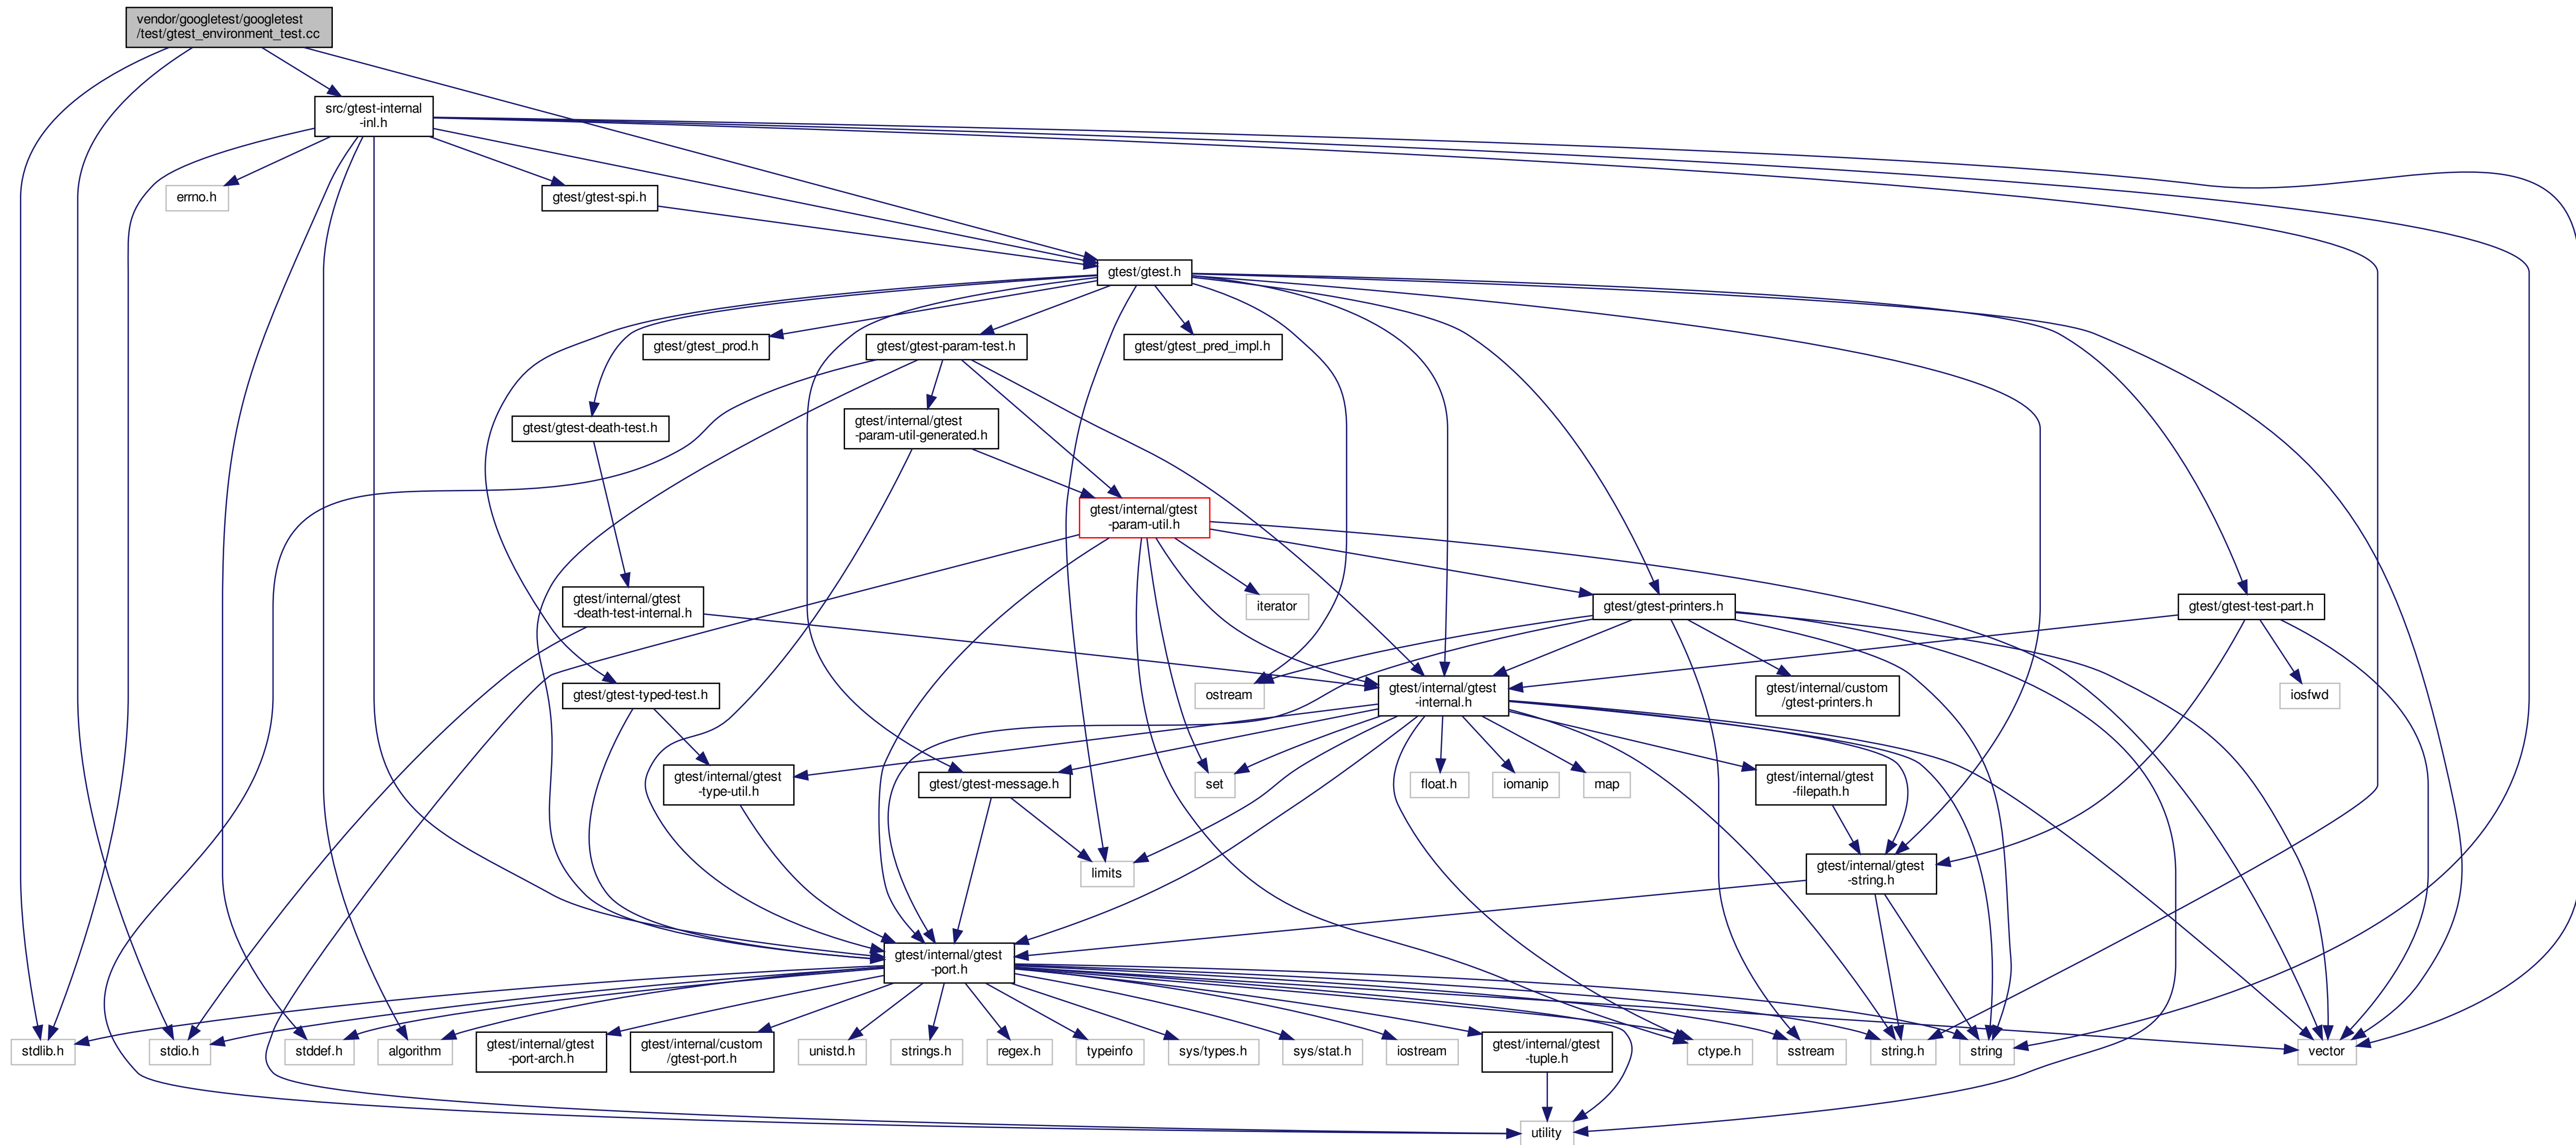 vendor/googletest/googletest
/test/gtest_environment_test.cc
src/gtest-internal
-inl.h
errno.h
gtest/gtest-spi.h
gtest/gtest.h
gtest/gtest_prod.h
gtest/gtest-param-test.h
gtest/gtest_pred_impl.h
gtest/gtest-death-test.h
gtest/internal/gtest
-param-util-generated.h
gtest/internal/gtest
-param-util.h
gtest/internal/gtest
-death-test-internal.h
iterator
gtest/gtest-printers.h
gtest/gtest-test-part.h
gtest/gtest-typed-test.h
ostream
gtest/internal/gtest
-internal.h
gtest/internal/custom
/gtest-printers.h
iosfwd
gtest/internal/gtest
-type-util.h
gtest/gtest-message.h
set
float.h
iomanip
map
gtest/internal/gtest
-filepath.h
limits
gtest/internal/gtest
-string.h
gtest/internal/gtest
-port.h
stdlib.h
stdio.h
stddef.h
algorithm
gtest/internal/gtest
-port-arch.h
gtest/internal/custom
/gtest-port.h
unistd.h
strings.h
regex.h
typeinfo
sys/types.h
sys/stat.h
iostream
gtest/internal/gtest
-tuple.h
ctype.h
sstream
string.h
string
vector
utility